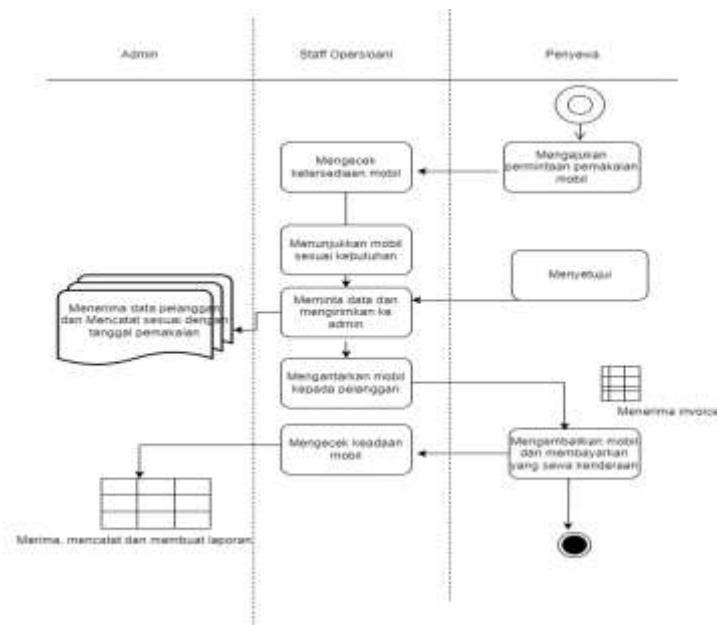 Admin
Staff Opersioanl
Penyewa
Mengecek
ketersediaan mobil
Mengajukan
permintaan pemakaian
mobil
Menunjukkan mobil
sesuai kebutuhan
Menyetujui
Menerima data pelanggan
dan Mencatat sesuai dengan
tanggal pemakaian
Meminta data dan
mengirimkan ke
admin
Mengantarkan mobil
kepada pelanggan
Menerima invoice
Mengecek keadaan
mobil
Mengembalikan mobil
dan membayarkan
yang sewa kenderaan
Merima, mencatat dan membuat laporan